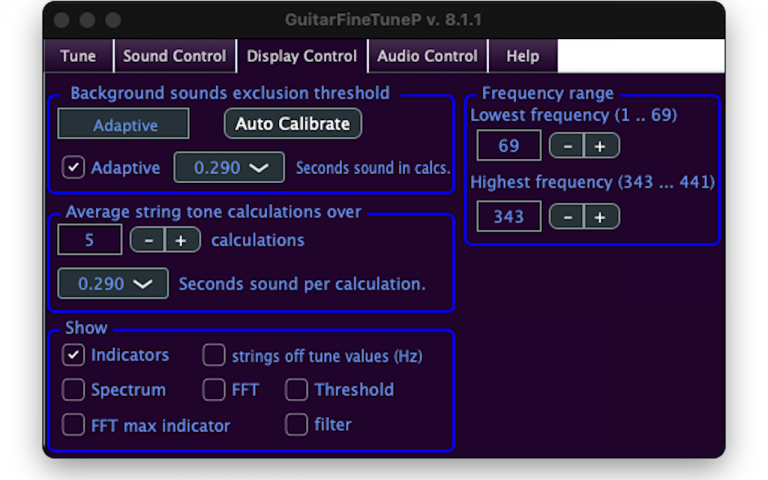 GuitarFineTuneP v. 8.1.1
Tune Sound Control Display Control Audio Control Help
Background sounds exclusion threshold
Adaptive Auto Calibrate
Adaptive 0.290 Seconds sound in calcs.
Average string tone calculations over
5 - + calculations
0.290 Seconds sound per calculation.
Show
Indicators strings off tune values (Hz)
Spectrum FFT Threshold
FFT max indicator filter
Frequency range
Lowest frequency (1 .. 69)
69 - +
Highest frequency (343 ... 441)
343 - +